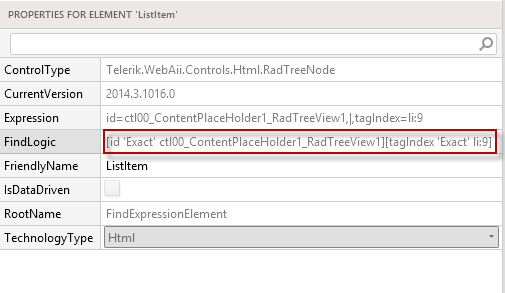 PROPERTIES FOR ELEMENT 'ListItem'
ControlType Telerik.WebAii.Controls.Html.RadTreeNode
CurrentVersion 2014.3.1016.0
Expression id=ctl00_ContentPlaceHolder1_RadTreeView1,|,tagIndex=li:9
FindLogic [id 'Exact' ctl00_ContentPlaceHolder1_RadTreeView1][tagIndex 'Exact' li:9]
FriendlyName ListItem
IsDataDriven
RootName FindExpressionElement
TechnologyType Html